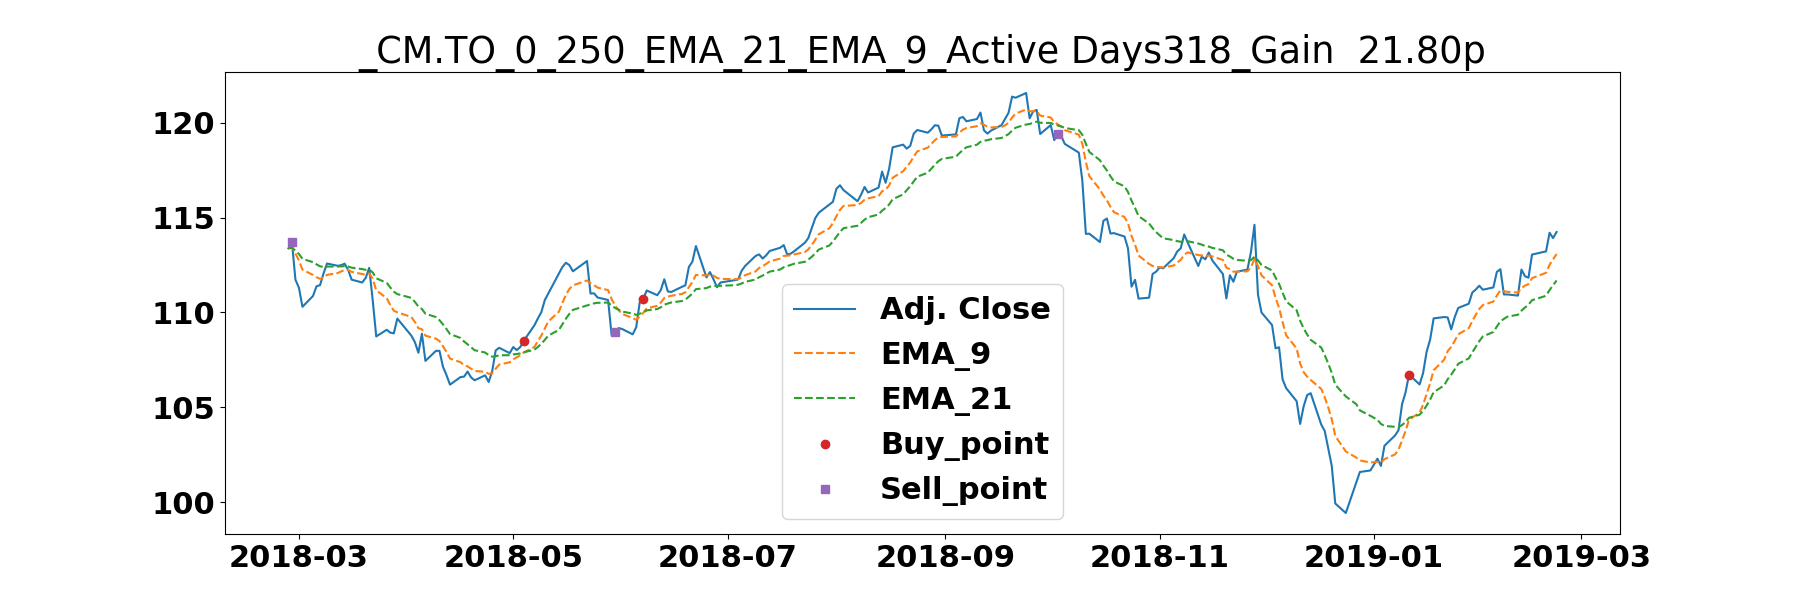 _CM.TO_0_250_EMA_21_EMA_9_Active Days318_Gain  21.80p
120
115
110
105
100
Adj. Close
EMA_9
EMA_21
Buy_point
Sell_point
2018-03 2018-05 2018-07 2018-09 2018-11 2019-01 2019-03